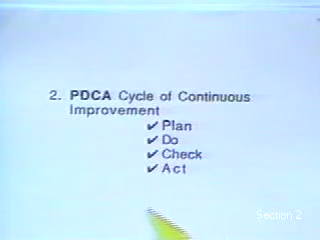 2. PDCA Cycle of Continuous
Improvement
✔ Plan
✔ Do
✔ Check
✔ Act
Section 2